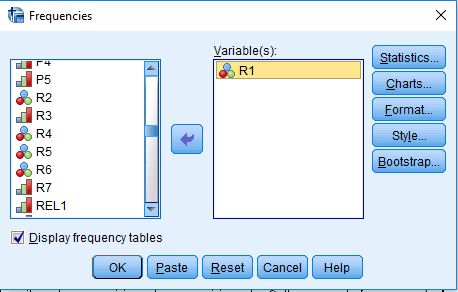 Frequencies
Variable(s):
P4
P5
R2
R3
R4
R5
R6
R7
REL1
R1
Statistics...
Charts...
Format...
Style...
Bootstrap...
Display frequency tables
OK
Paste
Reset
Cancel
Help